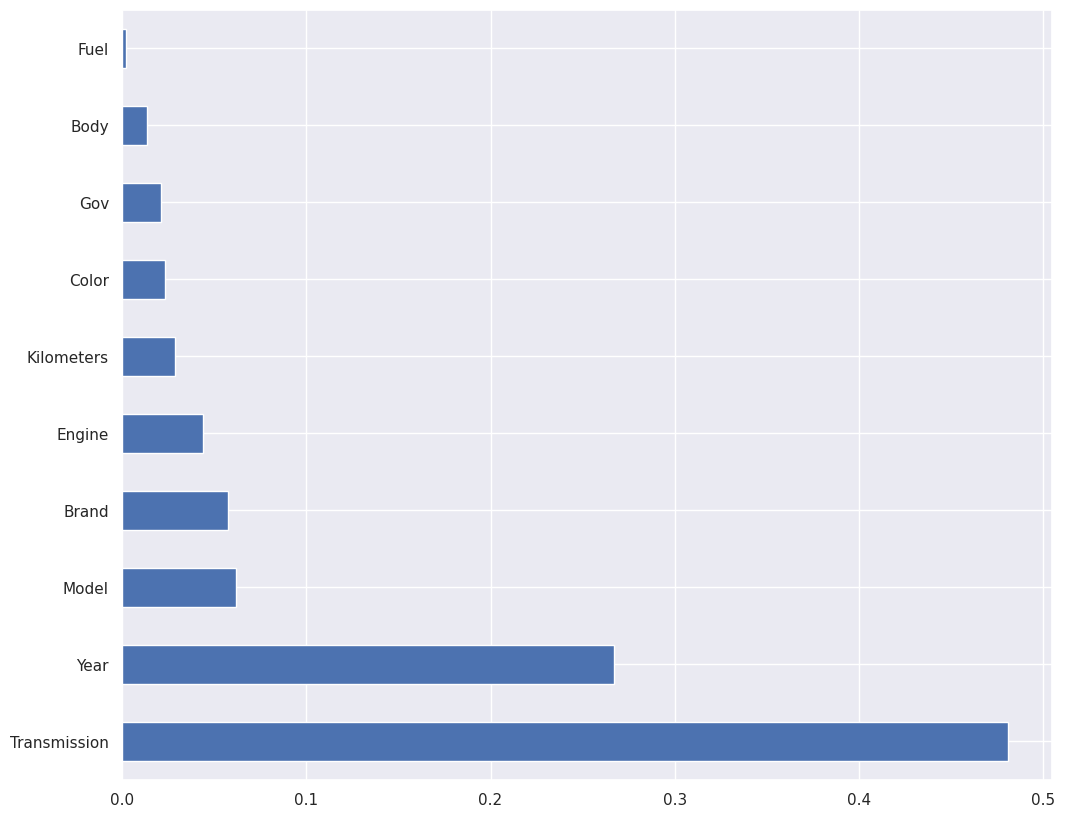 Fuel
Body
Gov
Color
Kilometers
Engine
Brand
Model
Year
Transmission
0.0 0.1 0.2 0.3 0.4 0.5